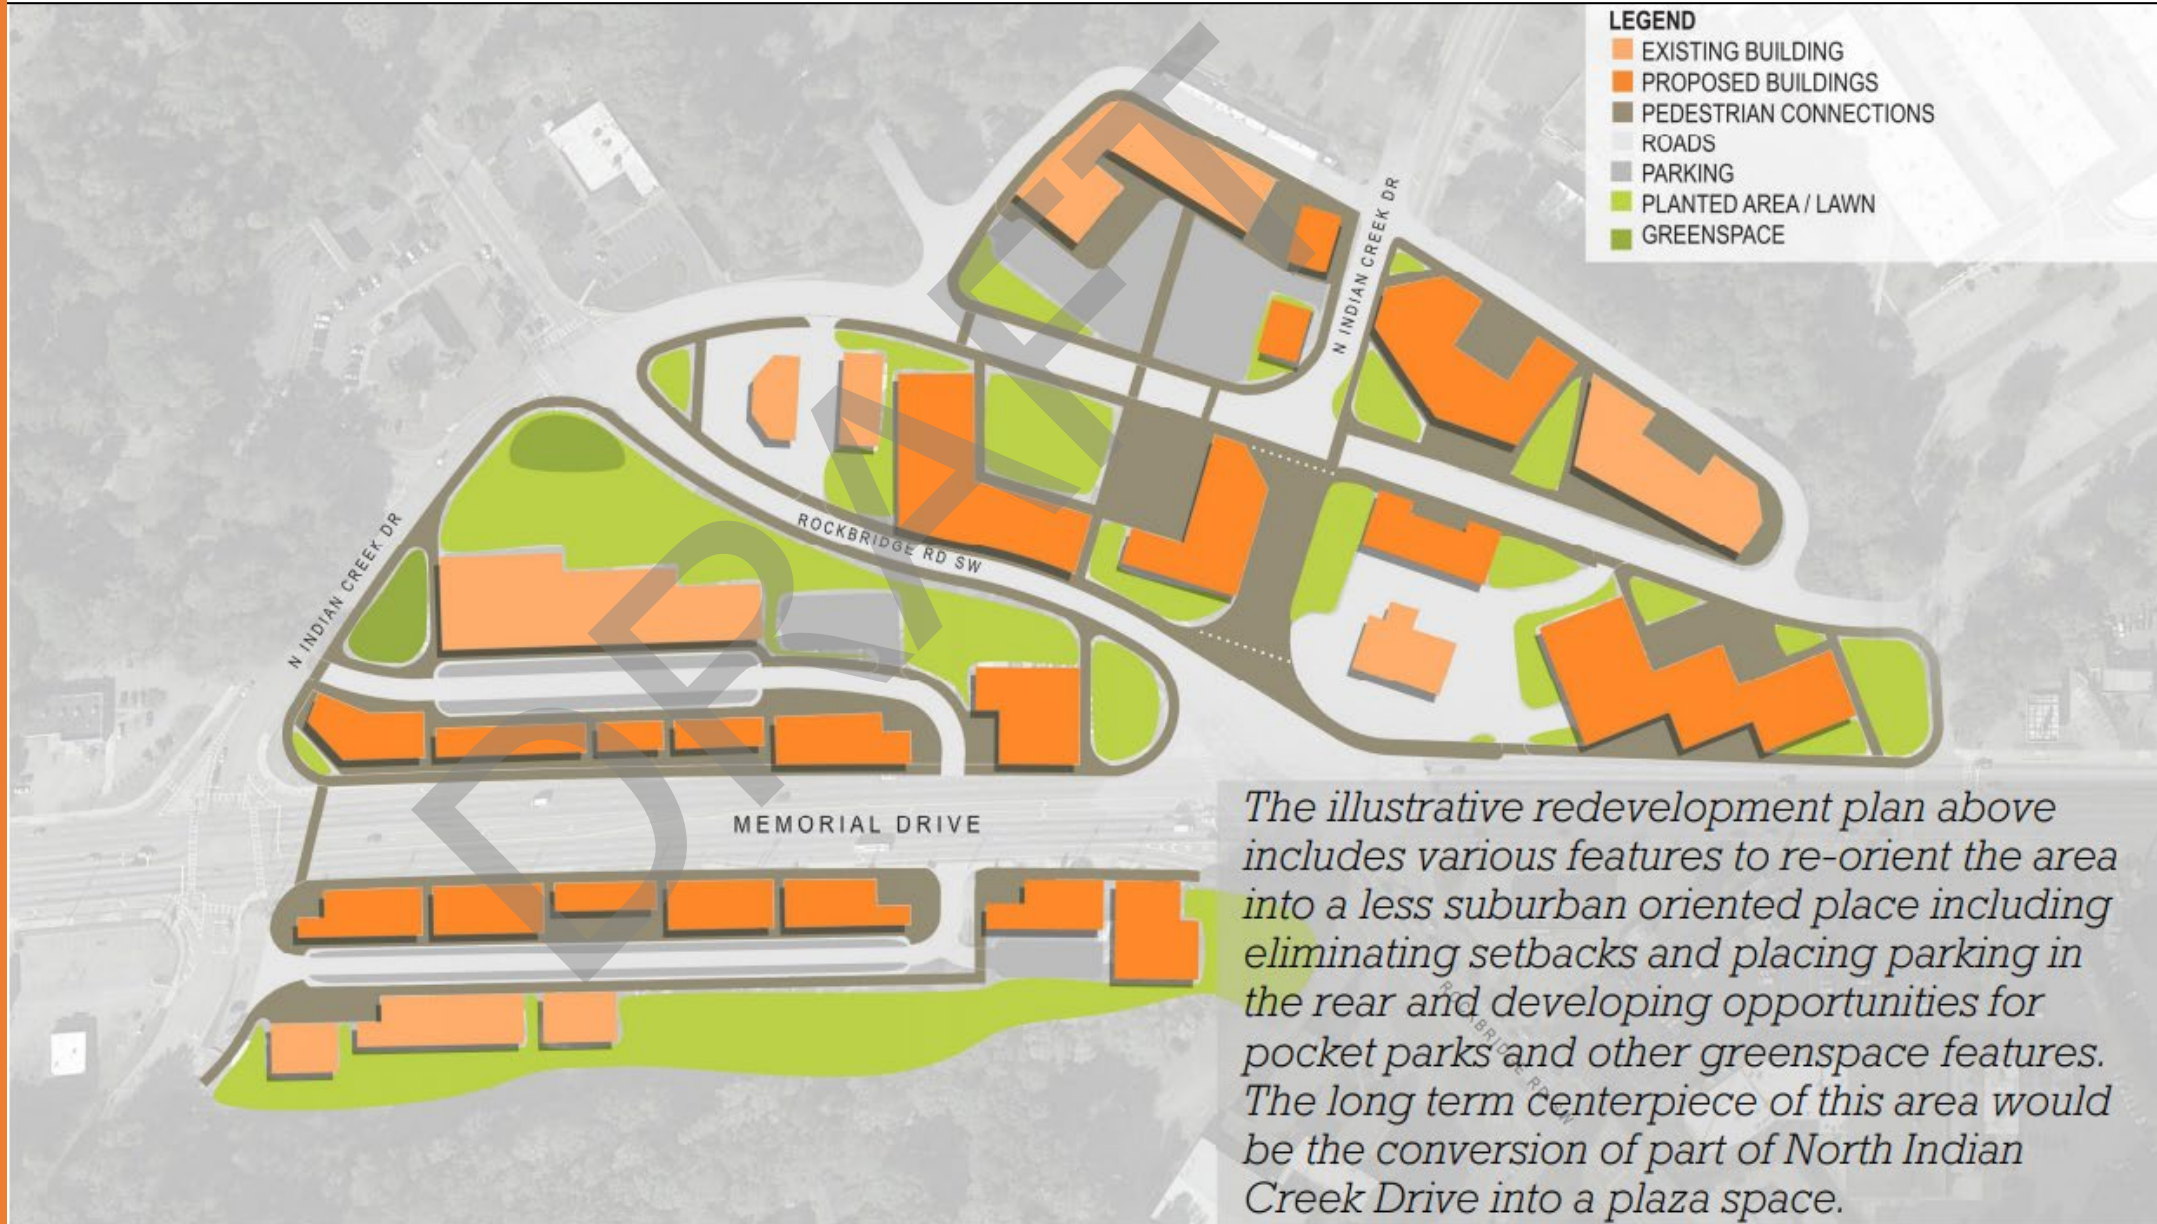 LEGEND
EXISTING BUILDING
PROPOSED BUILDINGS
PEDESTRIAN CONNECTIONS
ROADS
PARKING
PLANTED AREA / LAWN
GREENSPACE
N INDIAN CREEK DR
ROCKBRIDGE RD SW
N INDIAN CREEK DR
MEMORIAL DRIVE
DRAFT
The illustrative redevelopment plan above
includes various features to re-orient the area
into a less suburban oriented place including
eliminating setbacks and placing parking in
the rear and developing opportunities for
pocket parks and other greenspace features.
The long term centerpiece of this area would
be the conversion of part of North Indian
Creek Drive into a plaza space.
ROCKBRIDGE RD SW